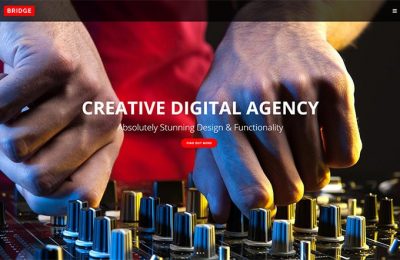 BRIDGE
CREATIVE DIGITAL AGENCY
Absolutely Stunning Design & Functionality
FIND OUT MORE